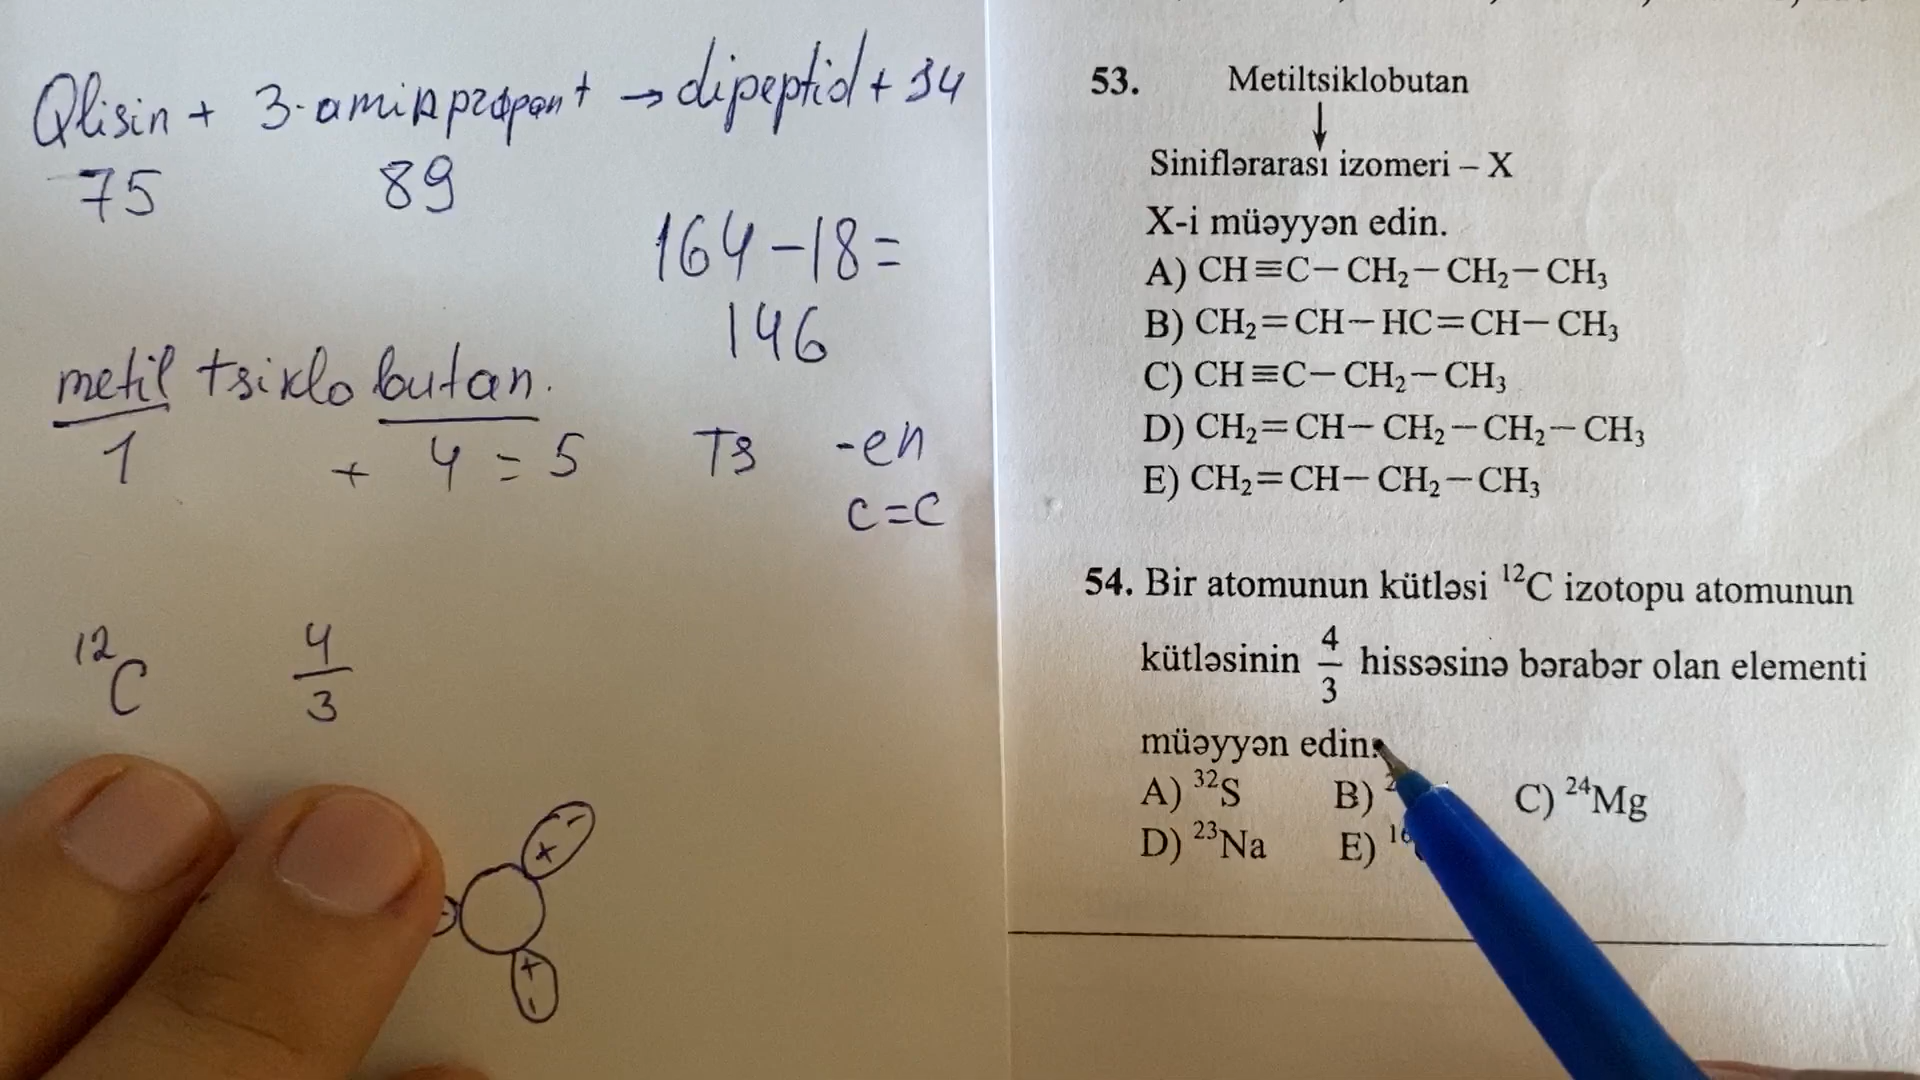 Qlisin + 3-aminpropan t → dipeptid + 34
75 89
164 - 18 =
146
metil tsiklo butan.
1 + 4 = 5
Ts -en
C=C
¹²C 4/3
+ -
-
+
-
53. Metiltsiklobutan
↓
Siniflərarası izomeri – X
X-i müəyyən edin.
A) CH≡C–CH₂–CH₂–CH₃
B) CH₂=CH–HC=CH–CH₃
C) CH≡C–CH₂–CH₃
D) CH₂=CH–CH₂–CH₂–CH₃
E) CH₂=CH–CH₂–CH₃
54. Bir atomunun kütləsi ¹²C izotopu atomunun
kütləsinin 4/3 hissəsinə bərabər olan elementi
müəyyən edin.
A) ³²S B) C) ²⁴Mg
D) ²³Na E) ¹⁶